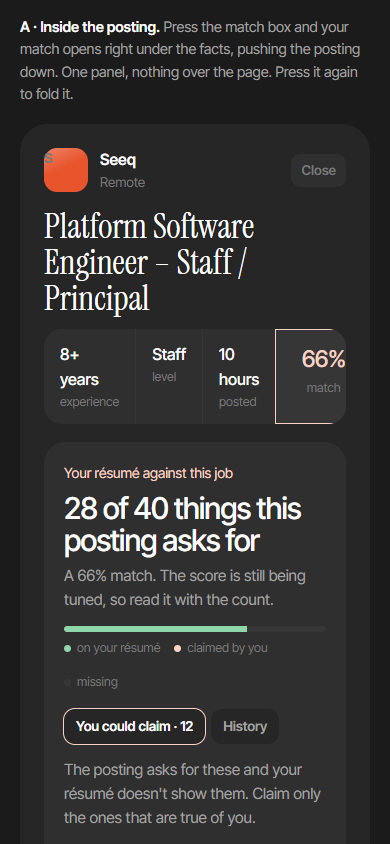 A · Inside the posting. Press the match box and your
match opens right under the facts, pushing the posting
down. One panel, nothing over the page. Press it again
to fold it.
S
Seeq
Remote
Close
Platform Software
Engineer – Staff /
Principal
8+
years
experience
Staff
level
10
hours
posted
66%
match
Your résumé against this job
28 of 40 things this
posting asks for
A 66% match. The score is still being
tuned, so read it with the count.
on your résumé
claimed by you
missing
You could claim · 12
History
The posting asks for these and your
résumé doesn't show them. Claim only
the ones that are true of you.